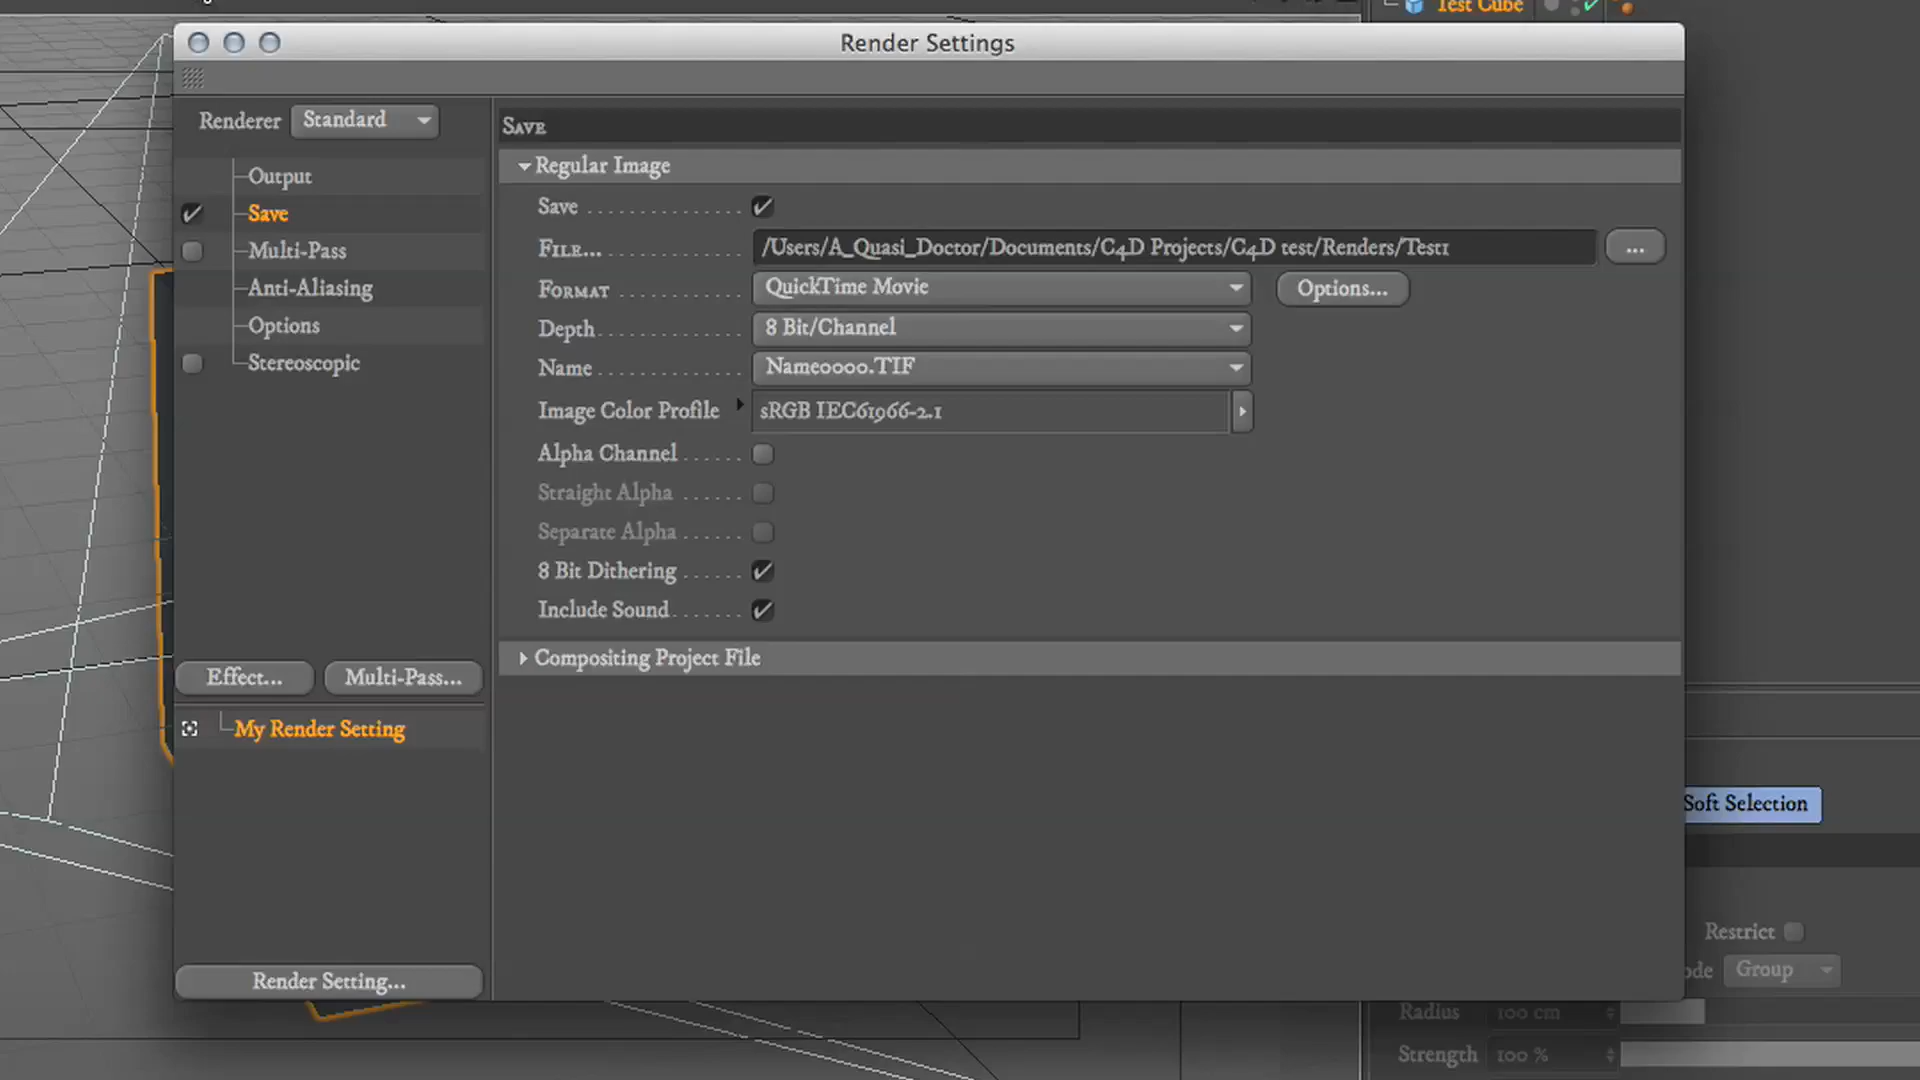 Test Cube
Render Settings
Renderer Standard
Output
Save
Multi-Pass
Anti-Aliasing
Options
Stereoscopic
Effect... Multi-Pass...
My Render Setting
Render Setting...
Save
Regular Image
Save
File... /Users/A_Quasi_Doctor/Documents/C4D Projects/C4D test/Renders/Test1 ...
Format QuickTime Movie Options...
Depth 8 Bit/Channel
Name Name0000.TIF
Image Color Profile sRGB IEC61966-2.1
Alpha Channel
Straight Alpha
Separate Alpha
8 Bit Dithering
Include Sound
Compositing Project File
Soft Selection
Restrict
Group
Radius 100 cm
Strength 100 %